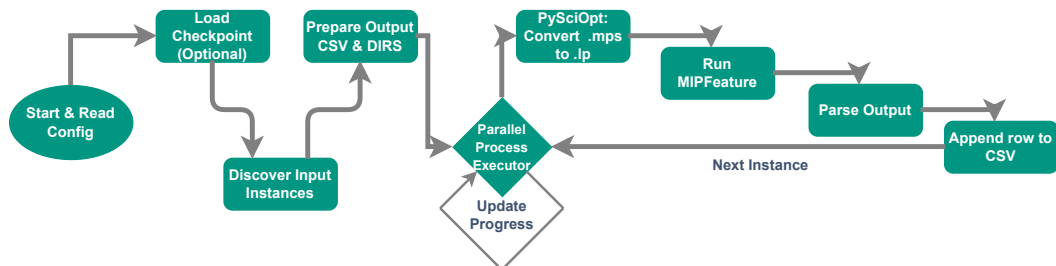 Start & Read
Config
Load
Checkpoint
(Optional)
Discover Input
Instances
Prepare Output
CSV & DIRS
Parallel
Process
Executor
Update
Progress
PySciOpt:
Convert .mps
to .lp
Run
MIPFeature
Parse Output
Append row to
CSV
Next Instance